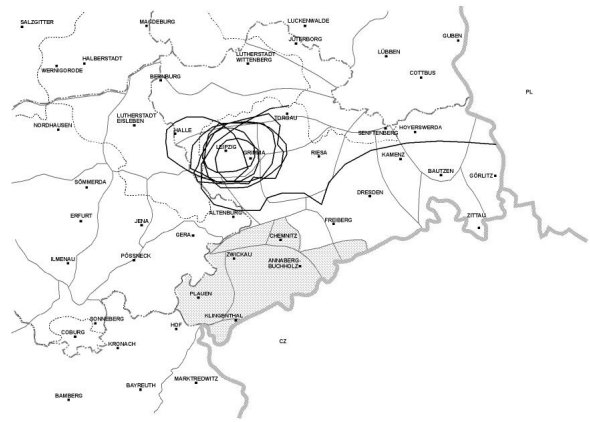 SALZGITTER
MAGDEBURG
LUCKENWALDE
GUBEN
JÜTERBORG
LÜBBEN
HALBERSTADT
LUTHERSTADT
WITTENBERG
WERNIGORODE
BERNBURG
COTTBUS
PL
TORGAU
LUTHERSTADT
EISLEBEN
NORDHAUSEN
HALLE
SENFTENBERG
HOYERSWERDA
LEIPZIG
GRIMMA
RIESA
KAMENZ
BAUTZEN
GÖRLITZ
SÖMMERDA
DRESDEN
ERFURT
JENA
ALTENBURG
FREIBERG
ZITTAU
GERA
CHEMNITZ
ILMENAU
PÖSSNECK
ZWICKAU
ANNABERG-
BUCHHOLZ
PLAUEN
KLINGENTHAL
SONNEBERG
HOF
COBURG
KRONACH
CZ
MARKTREDWITZ
BAYREUTH
BAMBERG